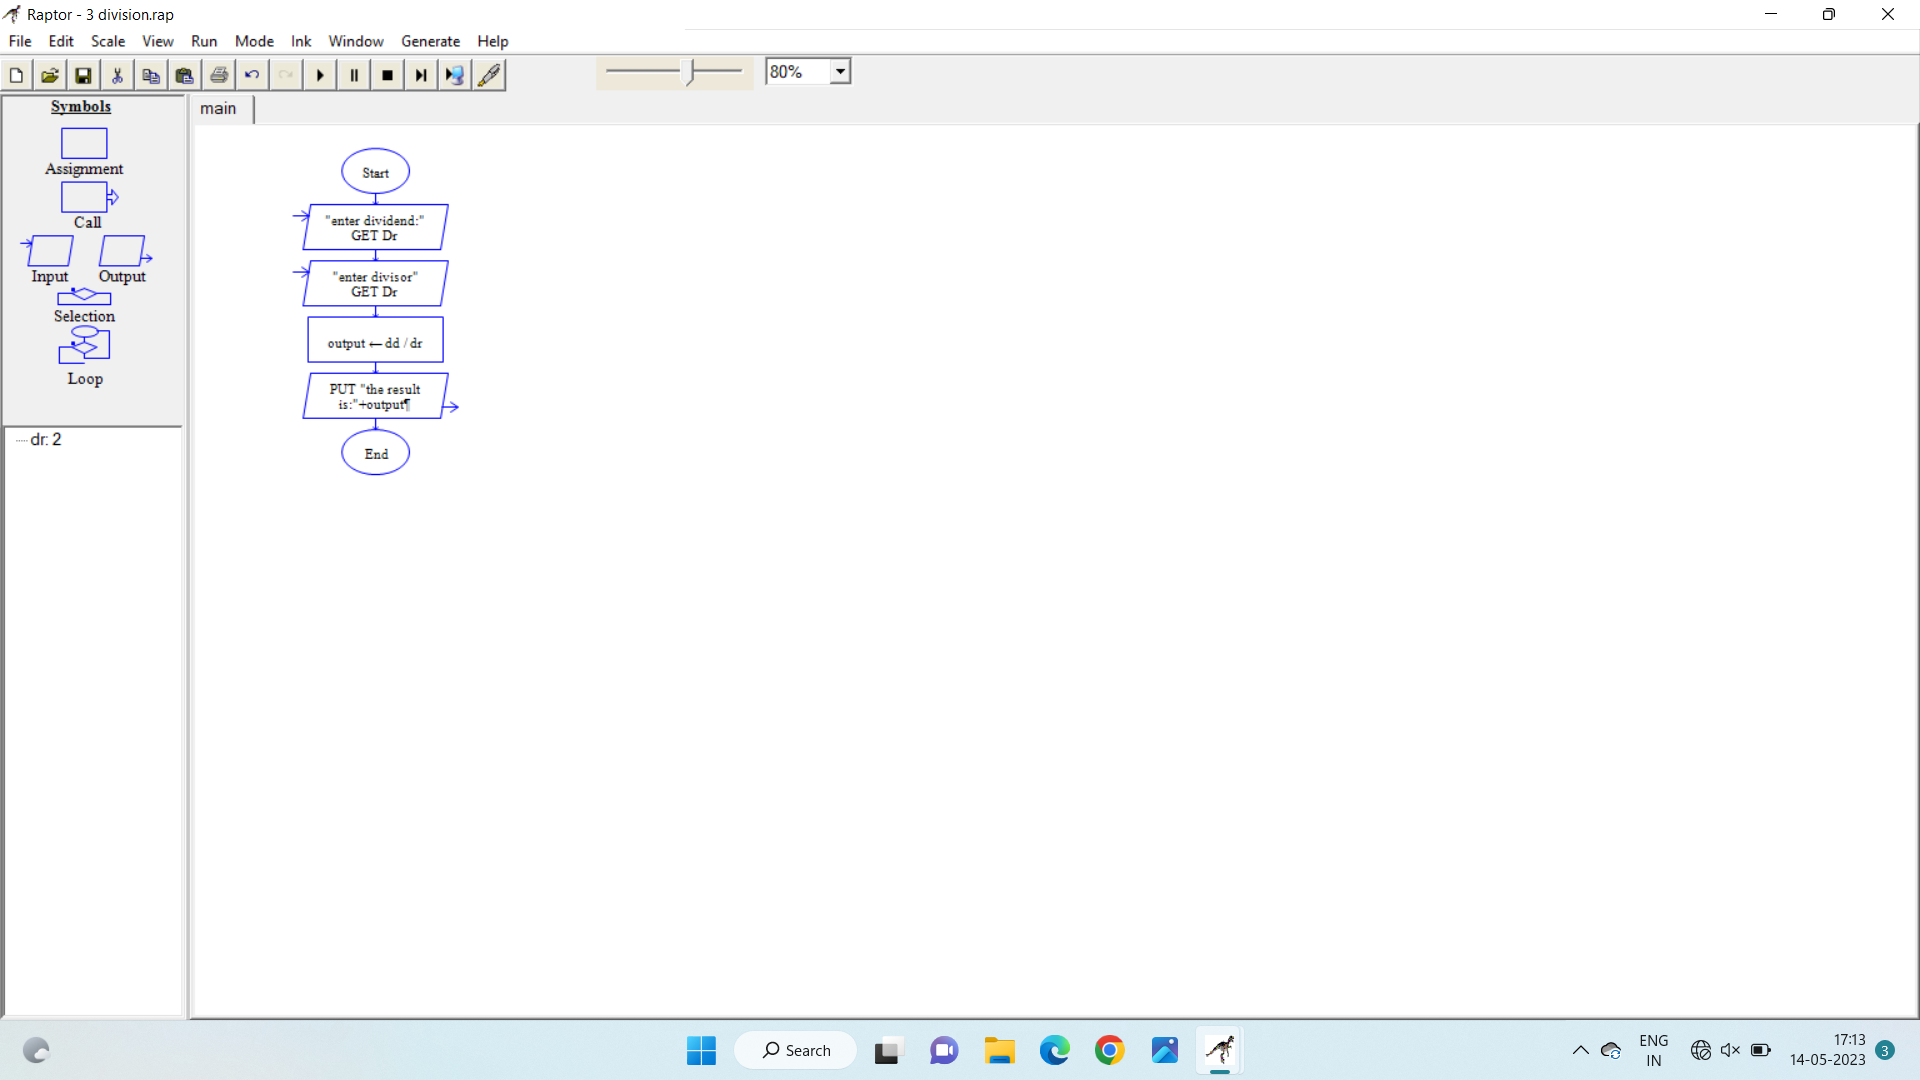 Raptor - 3 division.rap
File Edit Scale View Run Mode Ink Window Generate Help
80%
Symbols
Assignment
Call
Input Output
Selection
Loop
dr: 2
main
Start
"enter dividend:"
GET Dr
"enter divisor"
GET Dr
output ← dd / dr
PUT "the result
is:"+output¶
End
Search
ENG
IN
17:13
14-05-2023
3